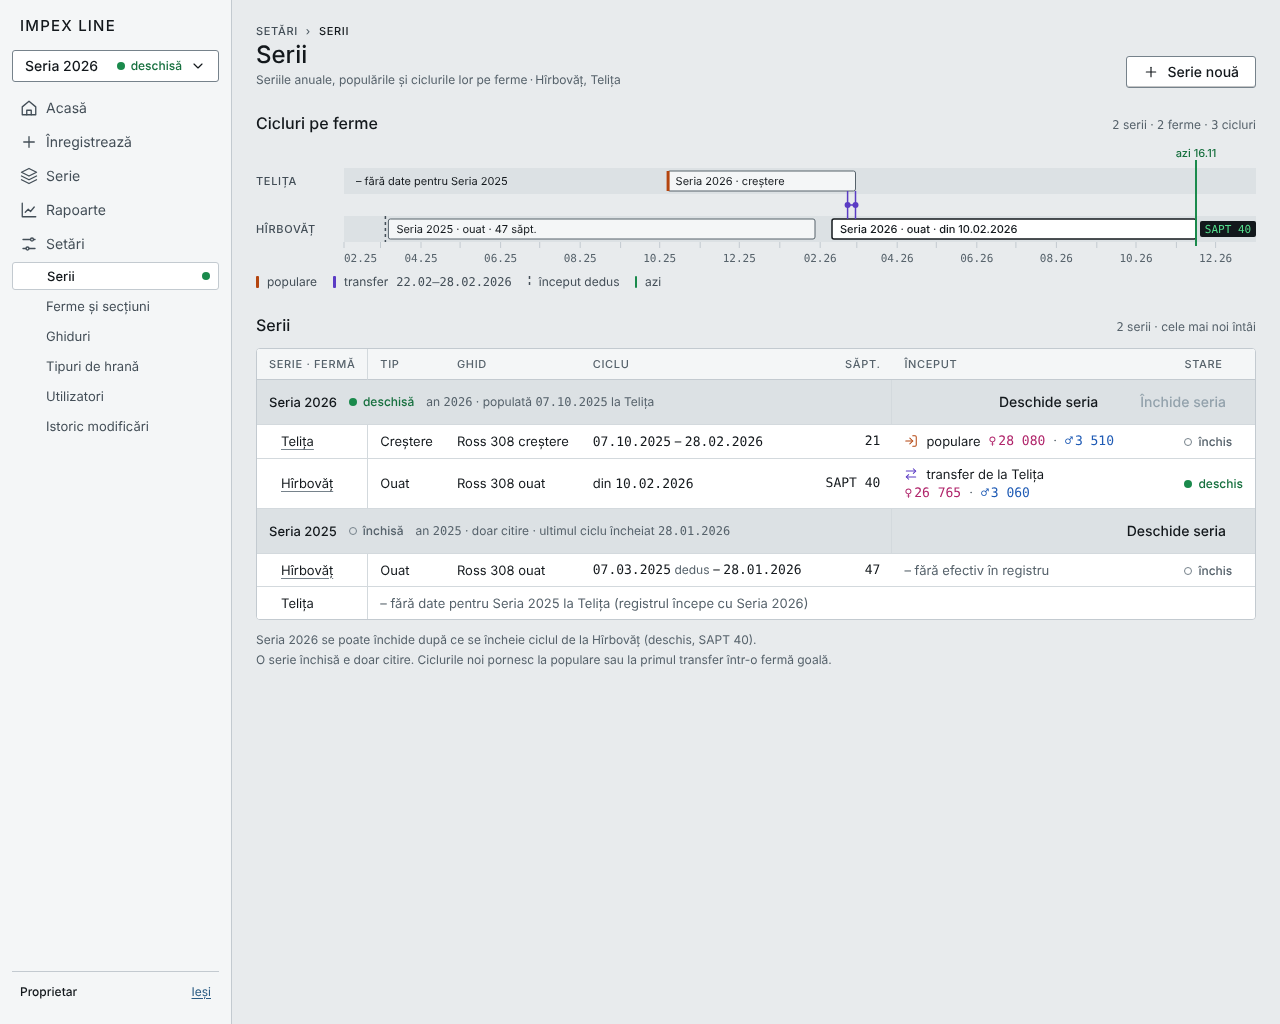 IMPEX LINE
Seria 2026 deschisă
Acasă
Înregistrează
Serie
Rapoarte
Setări
Serii
Ferme și secțiuni
Ghiduri
Tipuri de hrană
Utilizatori
Istoric modificări
Proprietar Ieși
SETĂRI › SERII
Serii
Seriile anuale, populările și ciclurile lor pe ferme · Hîrbovăț, Telița
+ Serie nouă
Cicluri pe ferme
2 serii · 2 ferme · 3 cicluri
azi 16.11
TELIȚA – fără date pentru Seria 2025 Seria 2026 · creștere
HÎRBOVĂȚ Seria 2025 · ouat · 47 săpt. Seria 2026 · ouat · din 10.02.2026 SAPT 40
02.25 04.25 06.25 08.25 10.25 12.25 02.26 04.26 06.26 08.26 10.26 12.26
populare transfer 22.02–28.02.2026 început dedus azi
Serii
2 serii · cele mai noi întâi
SERIE · FERMĂ TIP GHID CICLU SĂPT. ÎNCEPUT STARE
Seria 2026 deschisă an 2026 · populată 07.10.2025 la Telița Deschide seria Închide seria
Telița Creștere Ross 308 creștere 07.10.2025 – 28.02.2026 21 populare ♀28 080 · ♂3 510 închis
Hîrbovăț Ouat Ross 308 ouat din 10.02.2026 SAPT 40 transfer de la Telița deschis
♀26 765 · ♂3 060
Seria 2025 închisă an 2025 · doar citire · ultimul ciclu încheiat 28.01.2026 Deschide seria
Hîrbovăț Ouat Ross 308 ouat 07.03.2025 dedus – 28.01.2026 47 – fără efectiv în registru închis
Telița – fără date pentru Seria 2025 la Telița (registrul începe cu Seria 2026)
Seria 2026 se poate închide după ce se încheie ciclul de la Hîrbovăț (deschis, SAPT 40).
O serie închisă e doar citire. Ciclurile noi pornesc la populare sau la primul transfer într-o fermă goală.